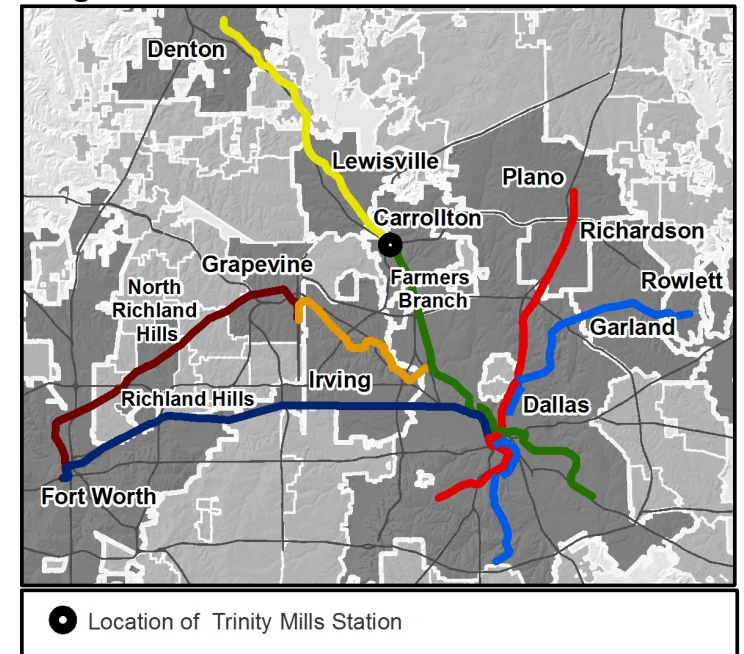 Denton
Lewisville
Plano
Carrollton
Richardson
Grapevine
Farmers
Branch
Rowlett
North
Richland
Hills
Garland
Irving
Richland Hills
Dallas
Fort Worth
Location of Trinity Mills Station